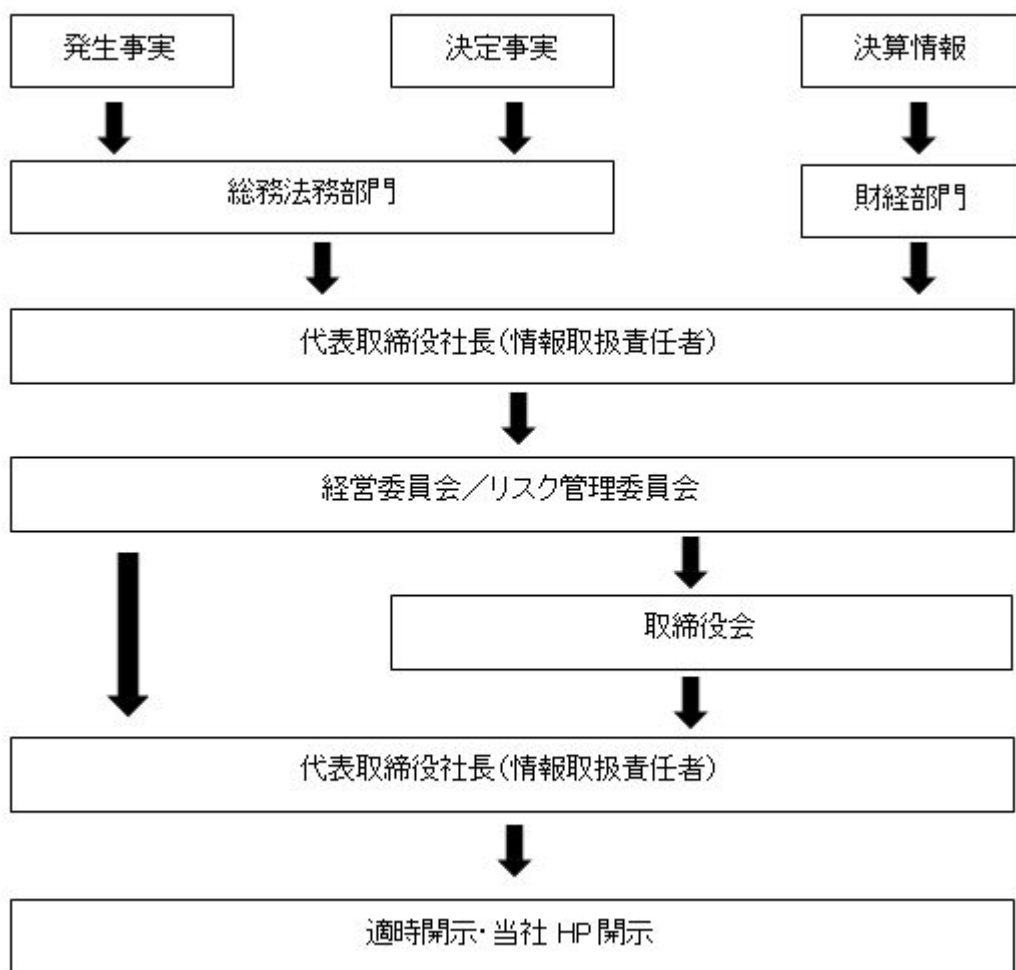 発生事実
決定事実
決算情報
総務法務部門
財経部門
代表取締役社長(情報取扱責任者)
経営委員会/リスク管理委員会
取締役会
代表取締役社長(情報取扱責任者)
適時開示・当社 HP 開示